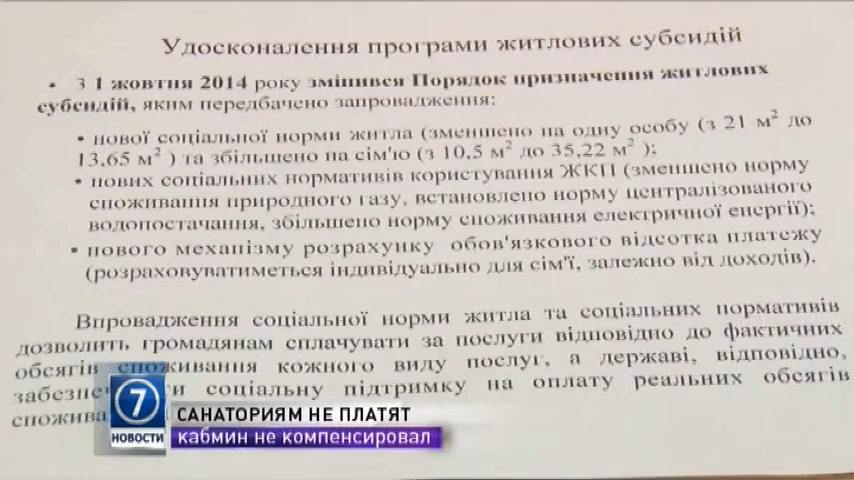 Удосконалення програми житлових субсидій
• З 1 жовтня 2014 року змінився Порядок призначення житлових
субсидій, яким передбачено запровадження:
• нової соціальної норми житла (зменшено на одну особу (з 21 м² до
13,65 м² ) та збільшено на сім'ю (з 10,5 м² до 35,22 м² );
• нових соціальних нормативів користування ЖКП (зменшено норму
споживання природного газу, встановлено норму централізованого
водопостачання, збільшено норму споживання електричної енергії);
• нового механізму розрахунку обов'язкового відсотка платежу
(розраховуватиметься індивідуально для сім'ї, залежно від доходів).
Впровадження соціальної норми житла та соціальних нормативів
дозволить громадянам сплачувати за послуги відповідно до фактичних
обсягів споживання кожного виду послуг, а державі, відповідно,
соціальну підтримку на оплату реальних обсягів
7
НОВОСТИ
САНАТОРИЯМ НЕ ПЛАТЯТ
кабмин не компенсировал